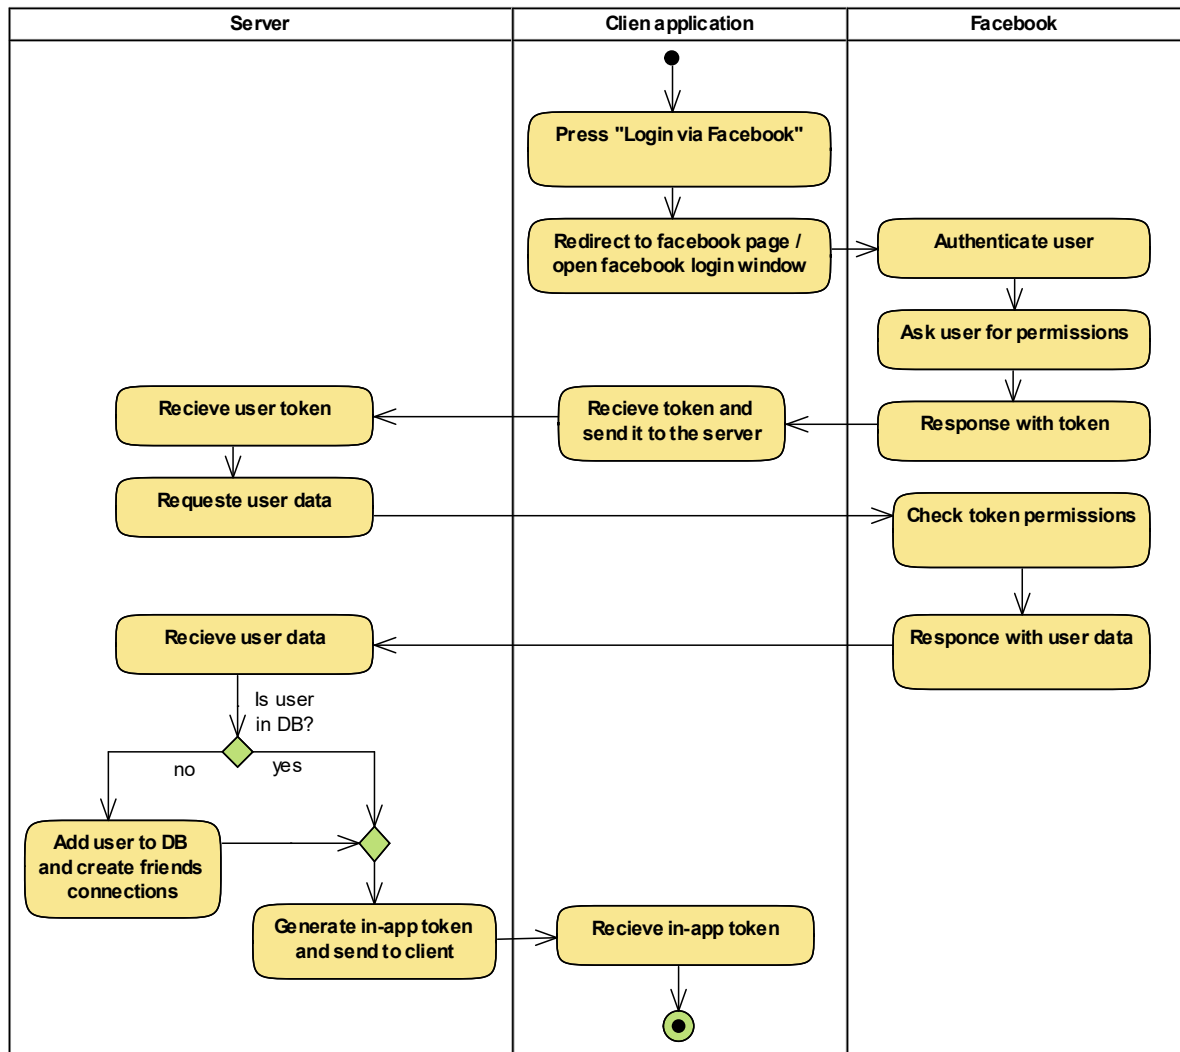 Server
Clien application
Facebook
Press "Login via Facebook"
Redirect to facebook page /
open facebook login window
Authenticate user
Ask user for permissions
Recieve user token
Recieve token and
send it to the server
Response with token
Requeste user data
Check token permissions
Recieve user data
Responce with user data
Is user
in DB?
no
yes
Add user to DB
and create friends
connections
Generate in-app token
and send to client
Recieve in-app token